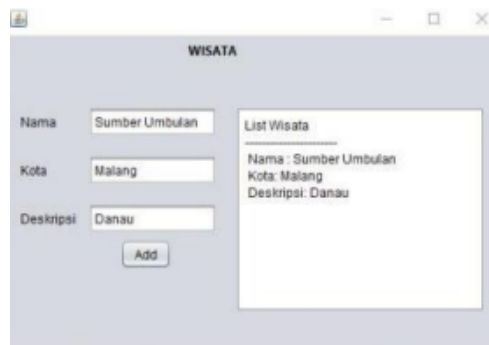 WISATA
Nama Sumber Umbulan
Kota Malang
Deskripsi Danau
Add
List Wisata
------------------------
Nama : Sumber Umbulan
Kota: Malang
Deskripsi: Danau